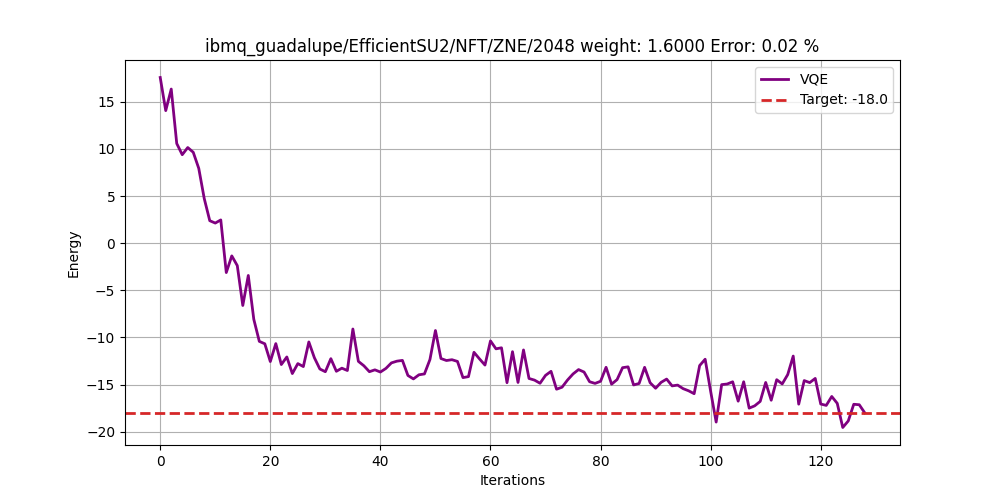 ibmq_guadalupe/EfficientSU2/NFT/ZNE/2048 weight: 1.6000 Error: 0.02 %
VQE
Target: -18.0
15
10
5
0
−5
−10
−15
−20
Energy
0 20 40 60 80 100 120
Iterations